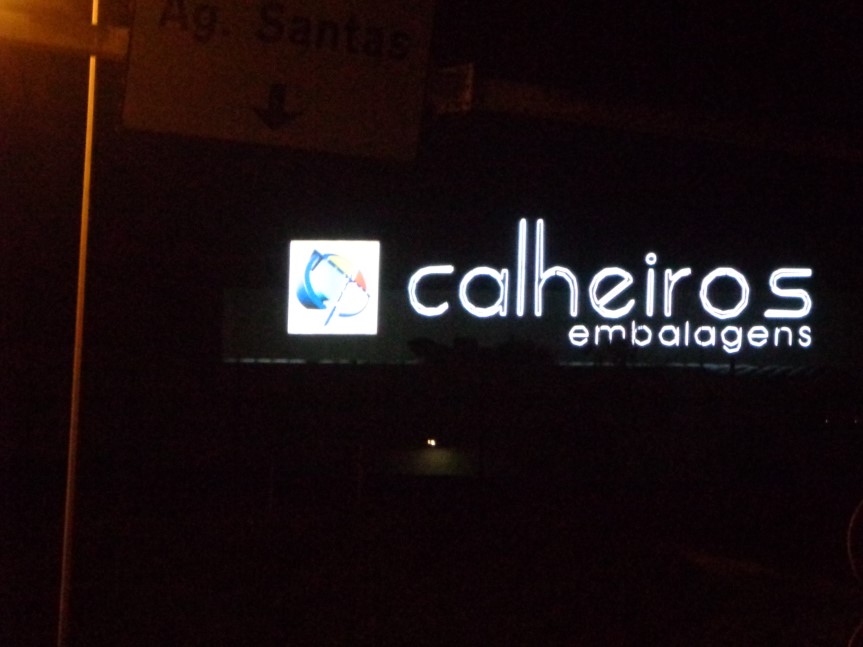 Ag. Santas
calheiros
embalagens